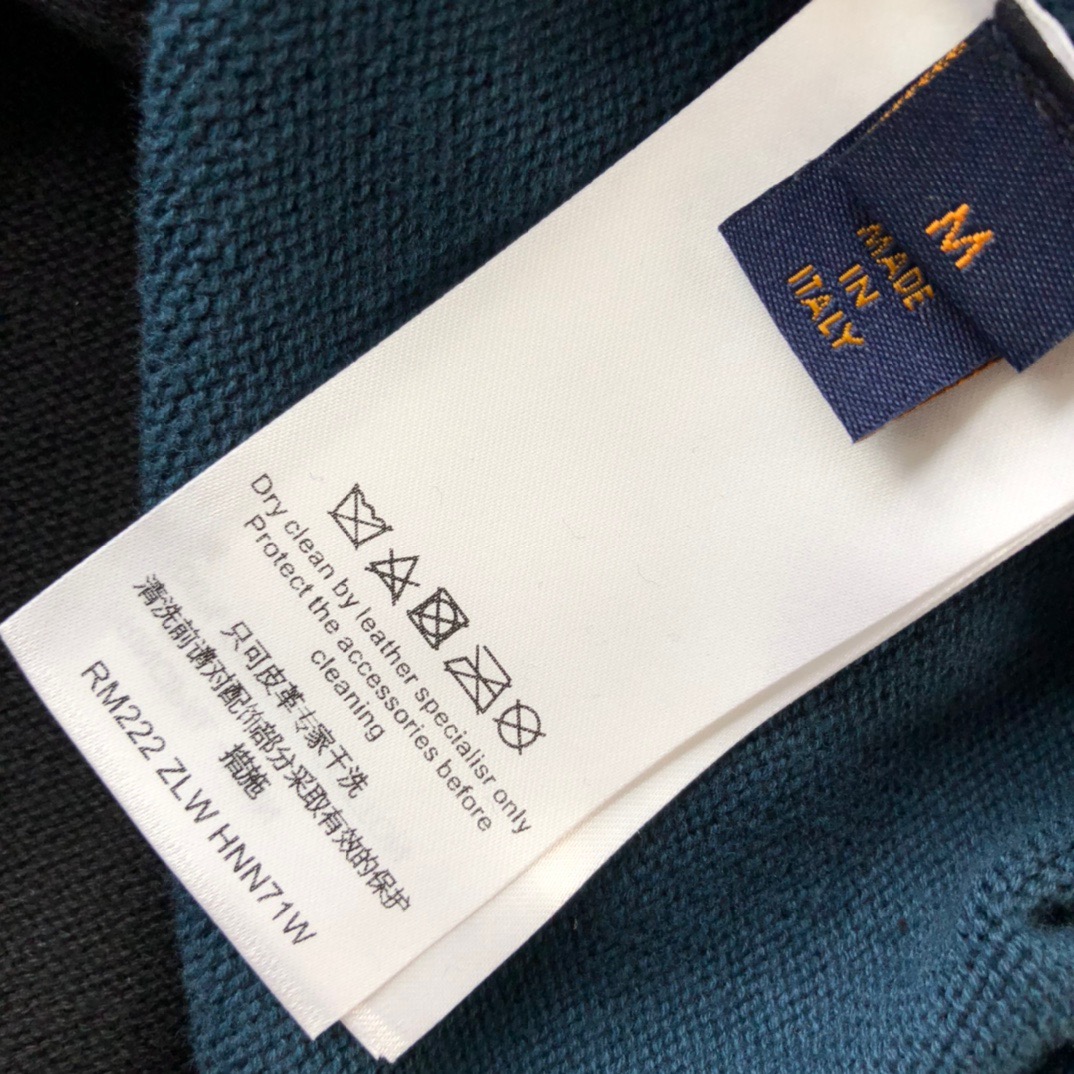 M
MADE
IN
ITALY
Dry clean by leather specialisr only
Protect the accessories before
cleaning
只可皮革专家干洗
清洗前请对配饰部分采取有效的保护
措施
RM222 ZLW HNN71W